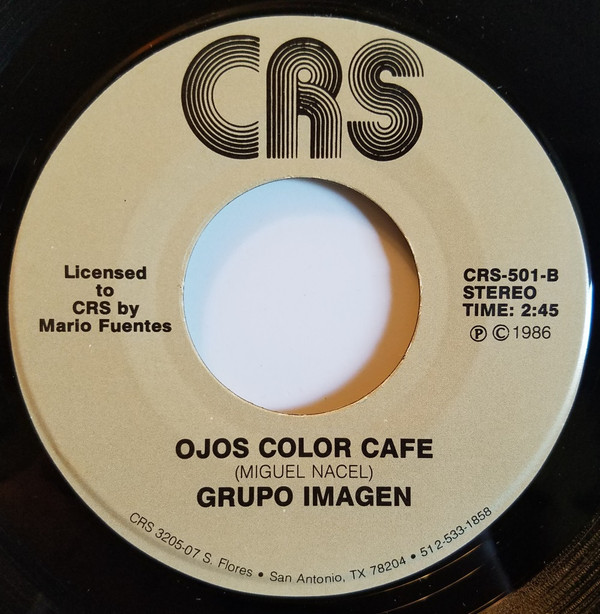 CRS
Licensed
to
CRS by
Mario Fuentes
CRS-501-B
STEREO
TIME: 2:45
℗ © 1986
OJOS COLOR CAFE
(MIGUEL NACEL)
GRUPO IMAGEN
CRS 3205-07 S. Flores • San Antonio, TX 78204 • 512-533-1858